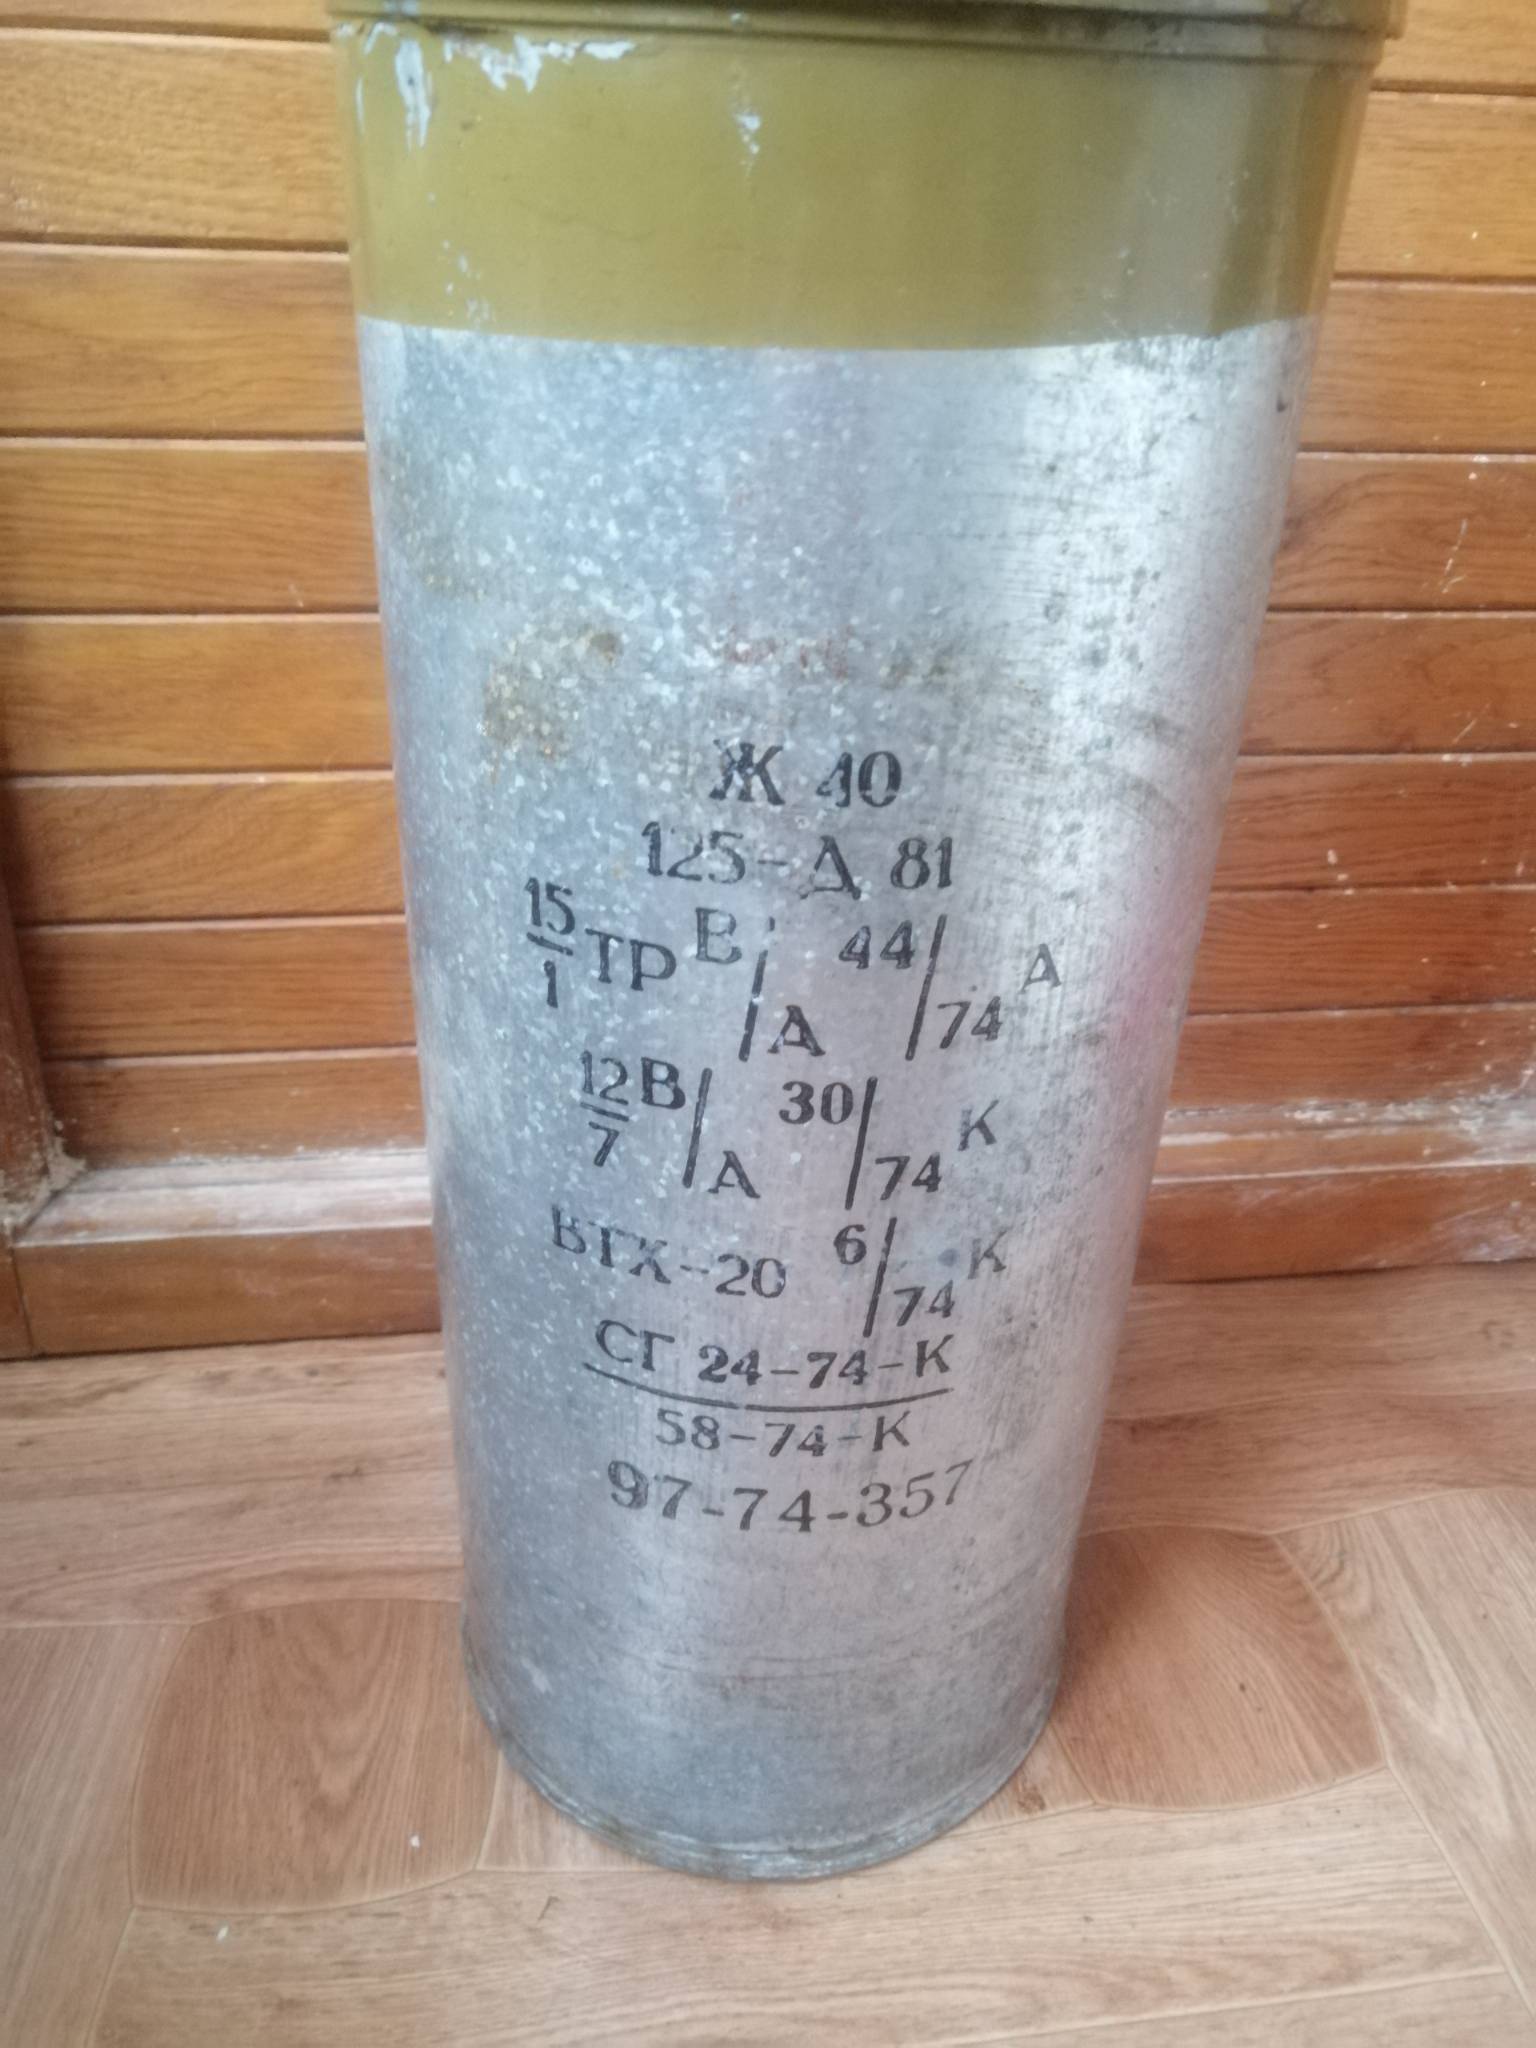 Ж 40
125-Д 81
15/1 ТР В/А 44/74 А
12/7 В/А 30/74 К
ВТХ-20 6/74 К
СГ 24-74-К
58-74-К
97-74-357